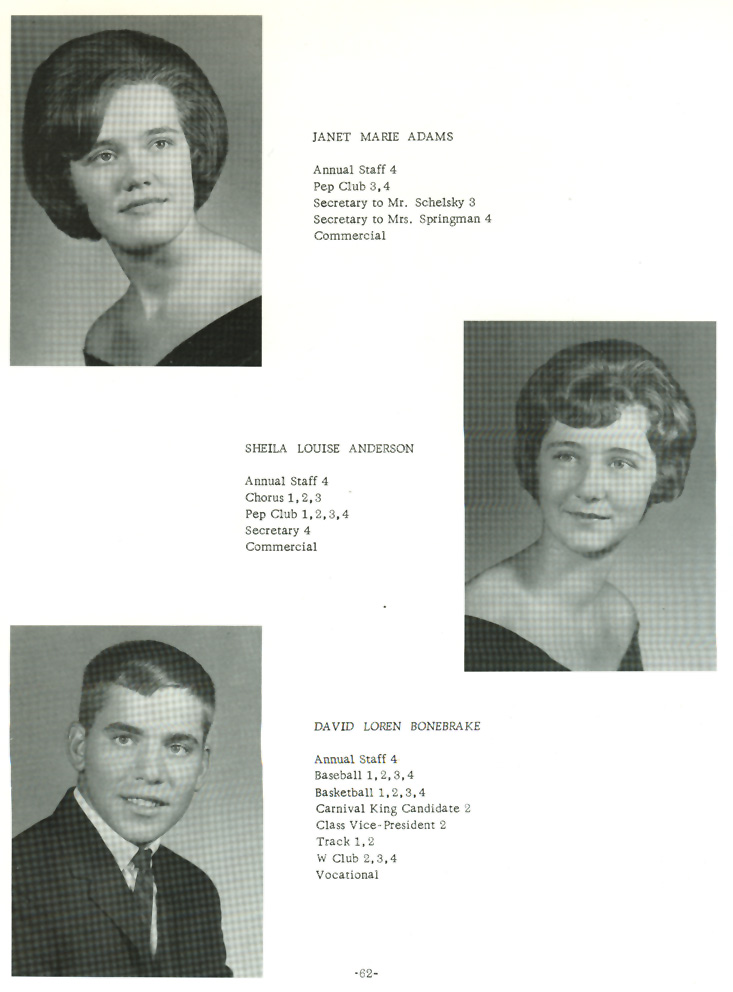 JANET MARIE ADAMS
Annual Staff 4
Pep Club 3,4
Secretary to Mr. Schelsky 3
Secretary to Mrs. Springman 4
Commercial
SHEILA LOUISE ANDERSON
Annual Staff 4
Chorus 1,2,3
Pep Club 1,2,3,4
Secretary 4
Commercial
DAVID LOREN BONEBRAKE
Annual Staff 4
Baseball 1,2,3,4
Basketball 1,2,3,4
Carnival King Candidate 2
Class Vice-President 2
Track 1,2
W Club 2,3,4
Vocational
-62-